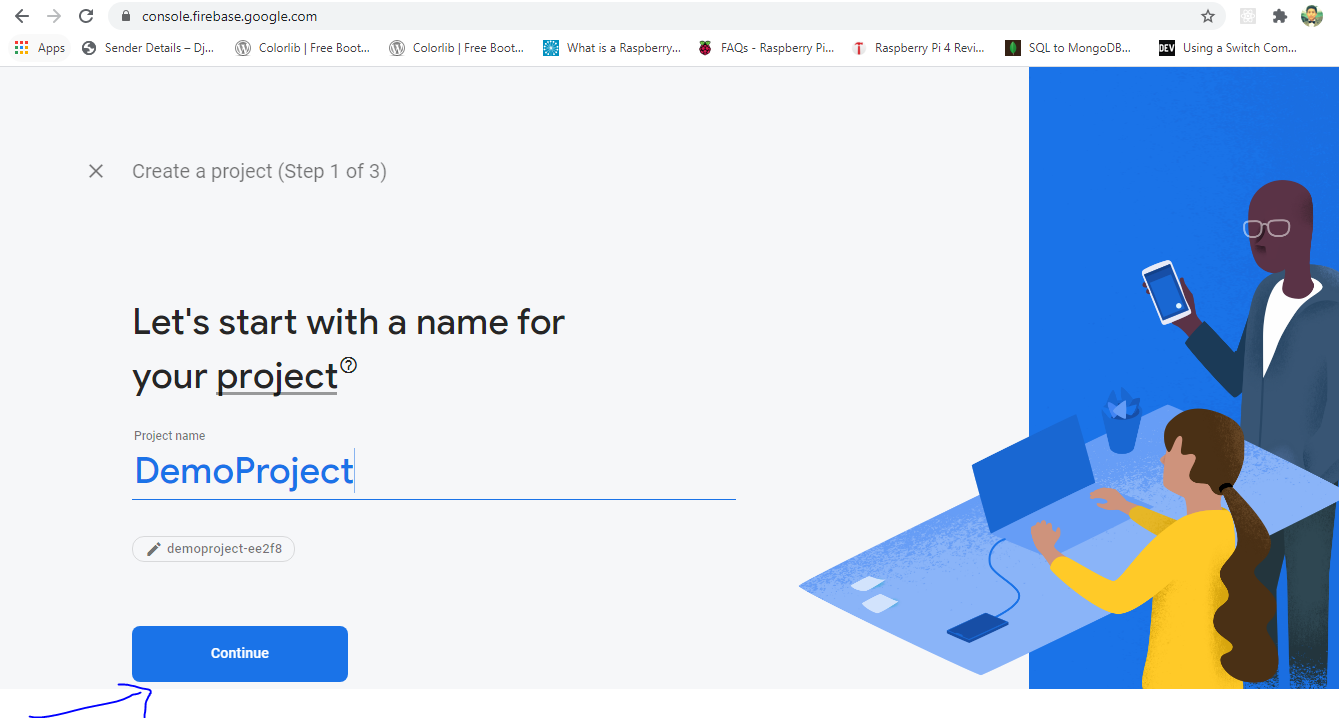 console.firebase.google.com
Apps Sender Details – Dj... Colorlib | Free Boot... Colorlib | Free Boot... What is a Raspberry... FAQs - Raspberry Pi... Raspberry Pi 4 Revi... SQL to MongoDB... DEV Using a Switch Com...
Create a project (Step 1 of 3)
Let's start with a name for
your project
Project name
DemoProject
demoproject-ee2f8
Continue